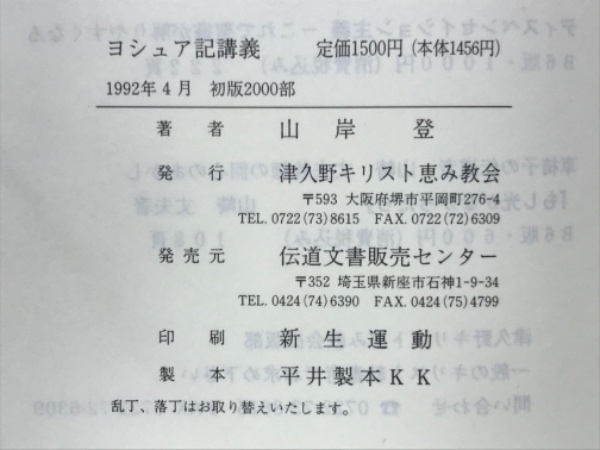 ヨシュア記講義 定価1500円 (本体1456円)
1992年4月 初版2000部
著者 山岸登
発行 津久野キリスト恵み教会
〒593 大阪府堺市平岡町276-4
TEL. 0722(73)8615 FAX. 0722(72)6309
発売元 伝道文書販売センター
〒352 埼玉県新座市石神1-9-34
TEL. 0424(74)6390 FAX. 0424(75)4799
印刷 新生運動
製本 平井製本KK
乱丁、落丁はお取り替えいたします。